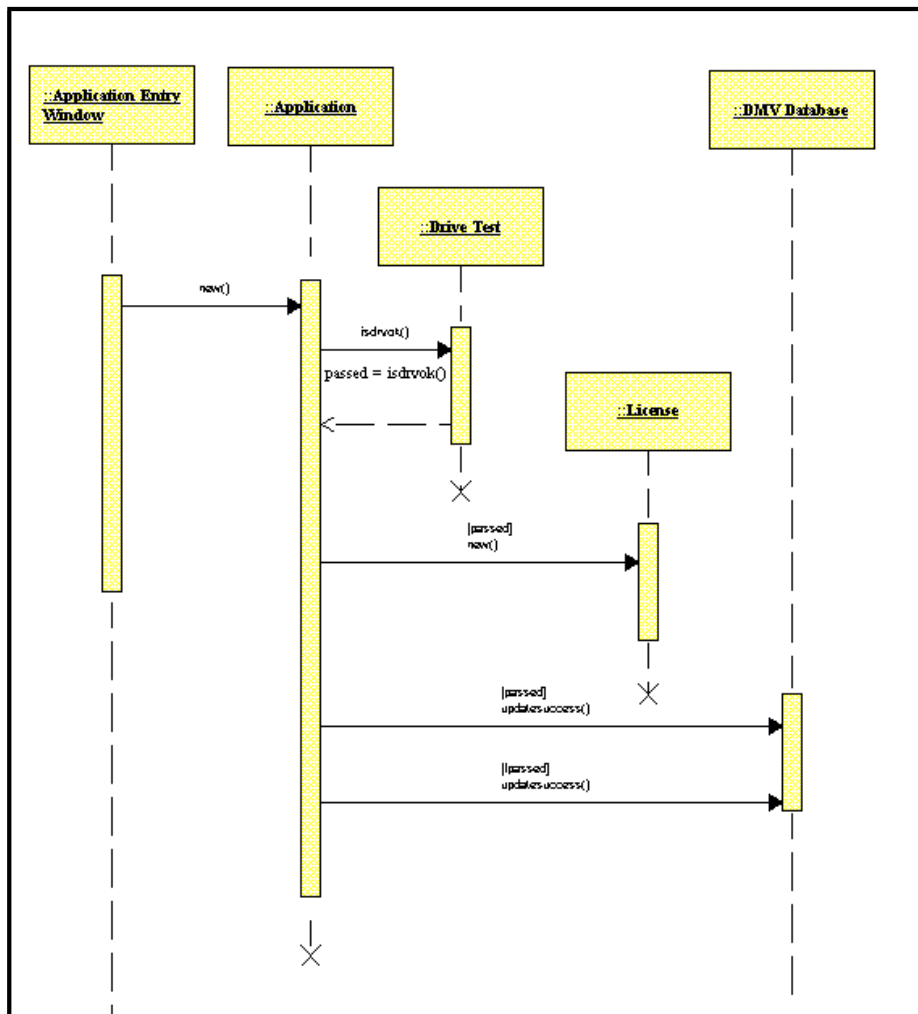 ::Application Entry
Window
::Application
::DMV Database
::Drive Test
new()
isdrvok()
passed = isdrvok()
::License
[passed]
new()
[passed]
updatesuccess()
[!passed]
updatesuccess()